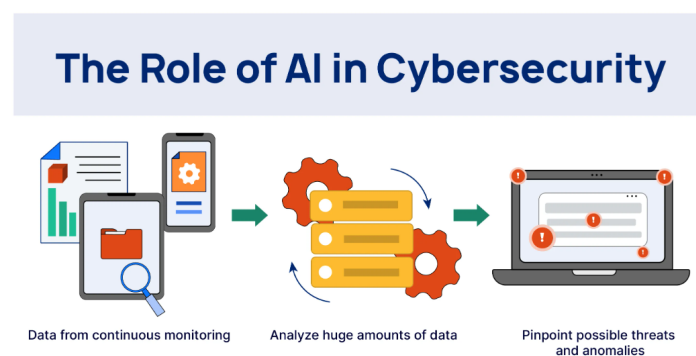 The Role of AI in Cybersecurity
Data from continuous monitoring
Analyze huge amounts of data
Pinpoint possible threats
and anomalies